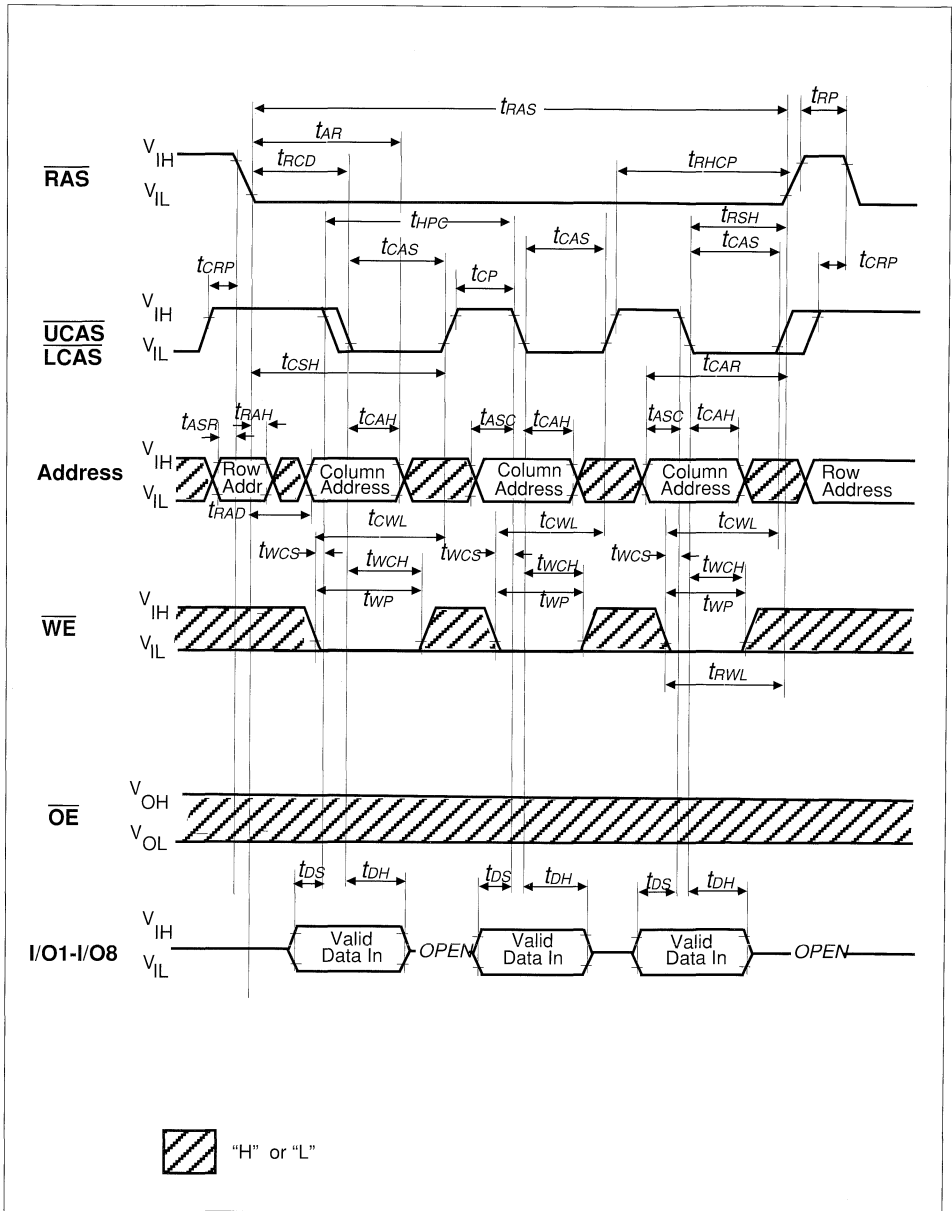 tRAS
tRP
tAR
VIH
tRCD
tRHCP
RAS
VIL
tRSH
tHPC
tCAS
tCAS
tCAS
tCRP
tCP
tCRP
VIH
UCAS
LCAS
VIL
tCSH
tCAR
tASR
tRAH
tCAH
tASC
tCAH
tASC
tCAH
VIH
Address
Row Addr.
Column Address
Column Address
Column Address
Row Address
VIL
tRAD
tCWL
tCWL
tCWL
tWCS
tWCH
tWCS
tWCH
tWCS
tWCH
tWP
tWP
tWP
VIH
WE
VIL
tRWL
VOH
OE
VOL
tDS
tDH
tDS
tDH
tDS
tDH
VIH
I/O1-I/O8
Valid Data In
OPEN
Valid Data In
Valid Data In
OPEN
VIL
"H" or "L"